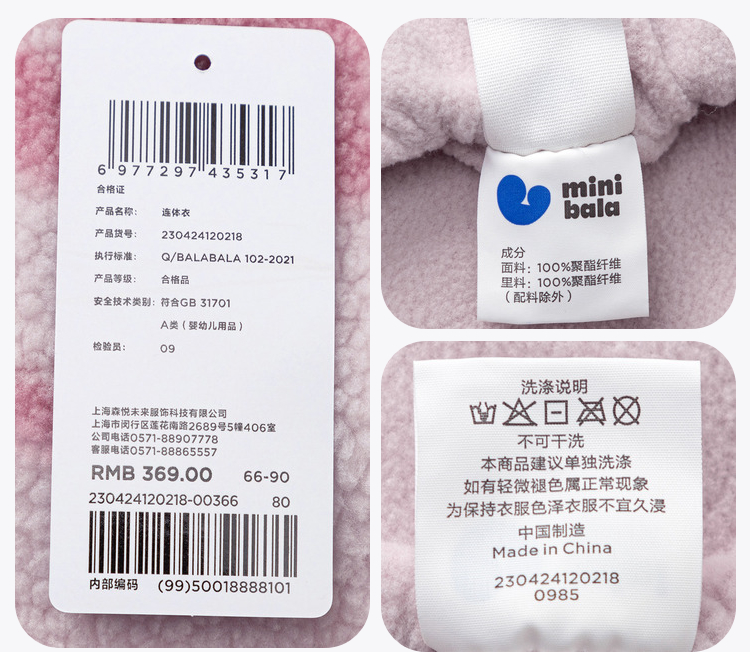 6 977297 435317
合格证
产品名称: 连体衣
产品货号: 230424120218
执行标准: Q/BALABALA 102-2021
产品等级: 合格品
安全技术类别: 符合GB 31701
A类(婴幼儿用品)
检验员: 09
上海森悦未来服饰科技有限公司
上海市闵行区莲花南路2689号5幢406室
公司电话0571-88907778
客服电话0571-88865557
RMB 369.00 66-90
230424120218-00366 80
内部编码 (99)50018888101
mini
bala
成分
面料: 100%聚酯纤维
里料: 100%聚酯纤维
(配料除外)
洗涤说明
不可干洗
本商品建议单独洗涤
如有轻微褪色属正常现象
为保持衣服色泽衣服不宜久浸
中国制造
Made in China
230424120218
0985